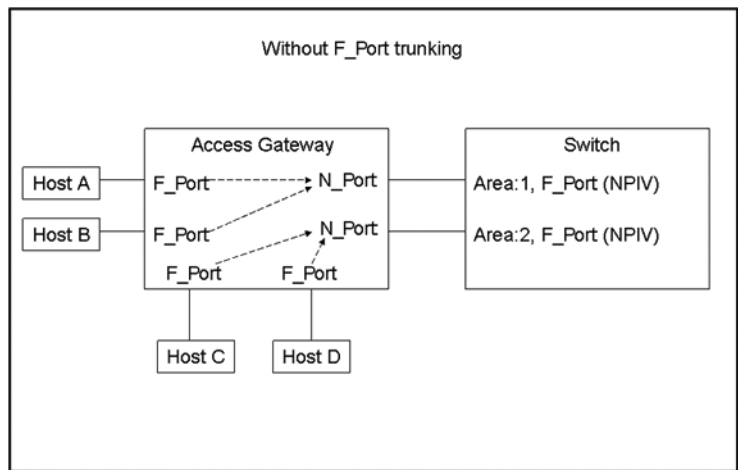 Without F_Port trunking
Access Gateway
Switch
Host A
F_Port
N_Port
Area:1, F_Port (NPIV)
Host B
F_Port
N_Port
Area:2, F_Port (NPIV)
F_Port
F_Port
Host C
Host D